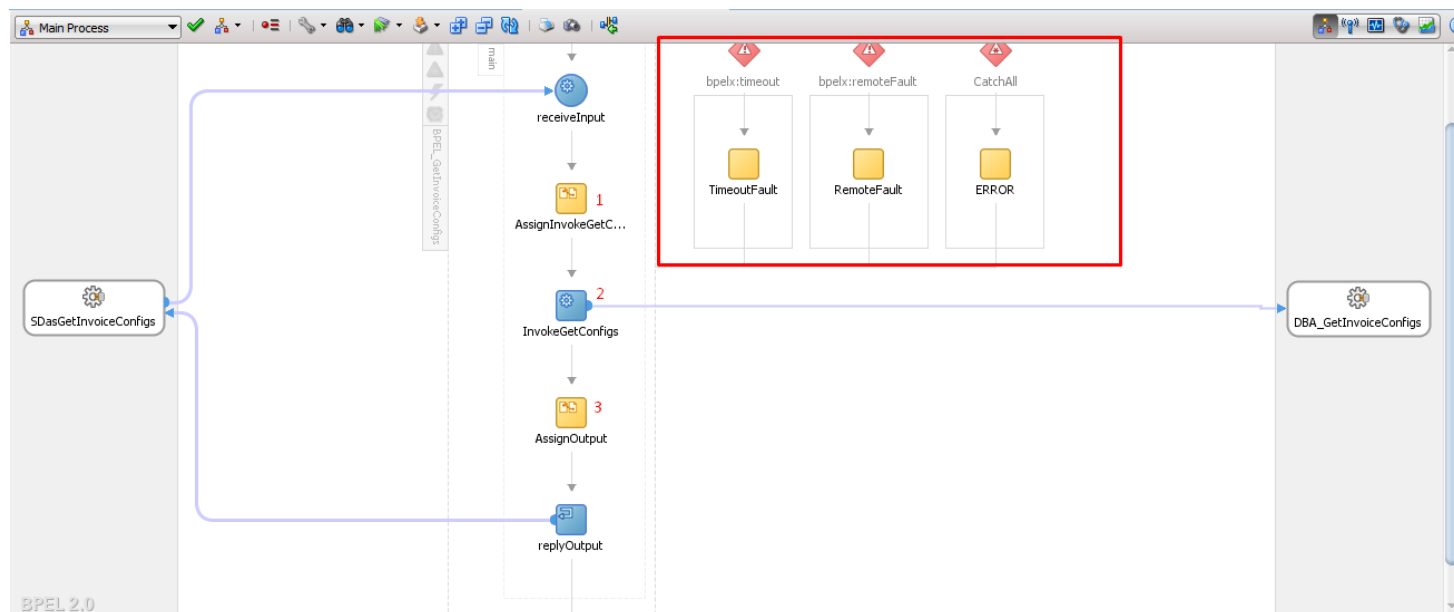 Main Process
main
bpelx:timeout
bpelx:remoteFault
CatchAll
receiveInput
BPEL_GetInvoiceConfigs
TimeoutFault
RemoteFault
ERROR
1
AssignInvokeGetC...
2
SDasGetInvoiceConfigs
InvokeGetConfigs
DBA_GetInvoiceConfigs
3
AssignOutput
replyOutput
BPEL 2.0